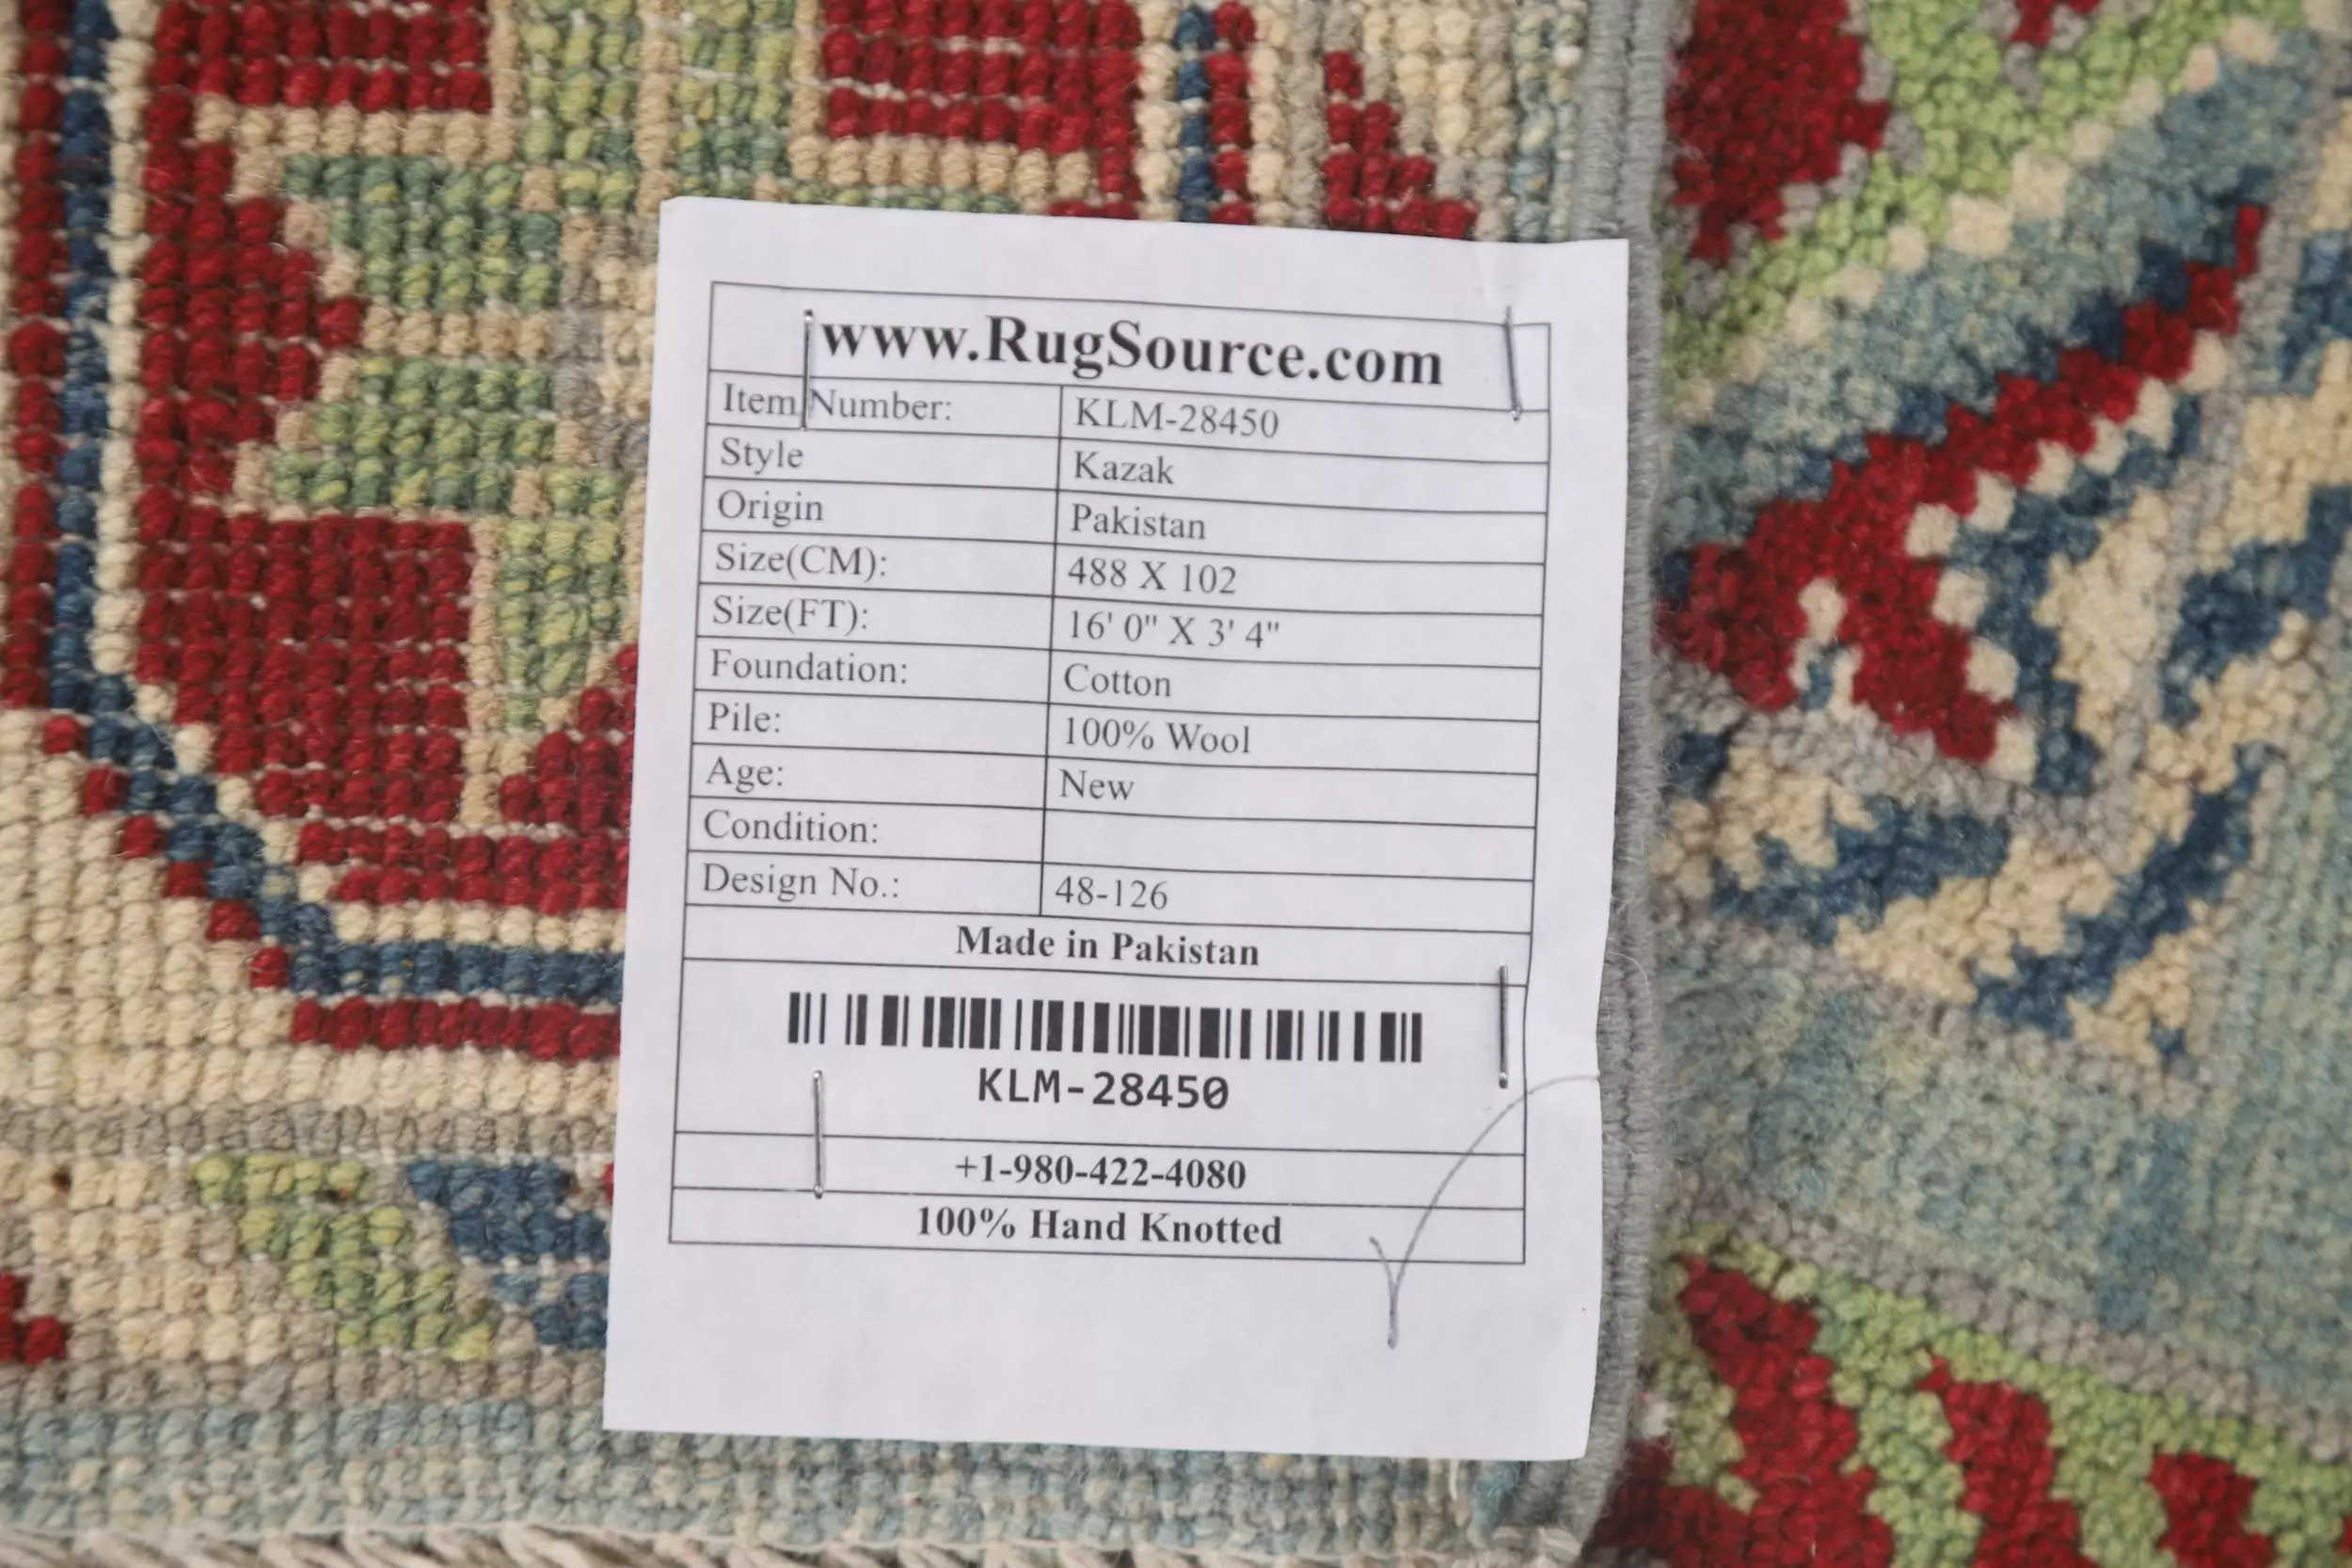 www.RugSource.com
Item Number: KLM-28450
Style Kazak
Origin Pakistan
Size(CM): 488 X 102
Size(FT): 16' 0" X 3' 4"
Foundation: Cotton
Pile: 100% Wool
Age: New
Condition:
Design No.: 48-126
Made in Pakistan
KLM-28450
+1-980-422-4080
100% Hand Knotted